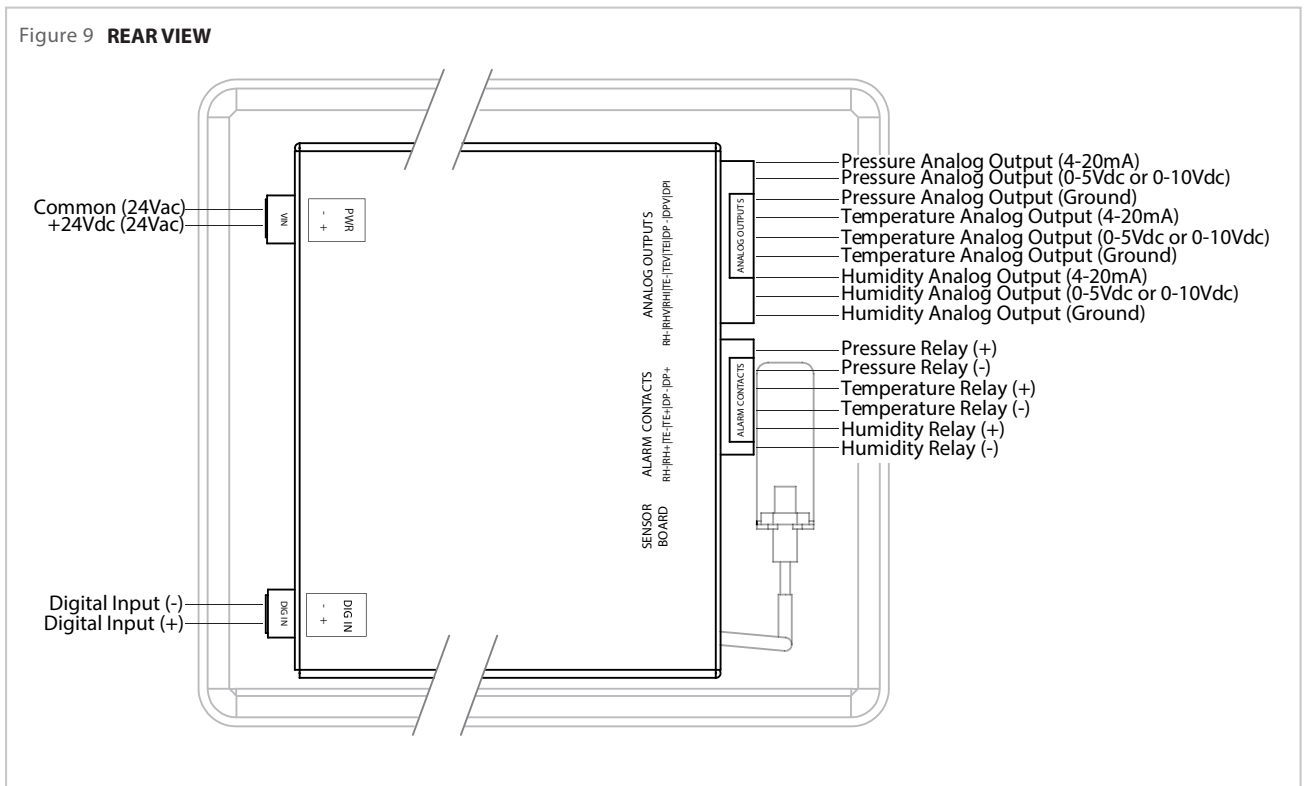 Figure 9 REAR VIEW
Common (24Vac)
+24Vdc (24Vac)
VIN
PWR
- +
Digital Input (-)
Digital Input (+)
DIG IN
DIG IN
- +
ANALOG OUTPUTS
RH-|RHV|RHI|TE-|TEV|TEI|DP -|DPV|DPI
ALARM CONTACTS
RH-|RH+|TE-|TE+|DP -|DP+
SENSOR
BOARD
ANALOG OUTPUTS
ALARM CONTACTS
Pressure Analog Output (4-20mA)
Pressure Analog Output (0-5Vdc or 0-10Vdc)
Pressure Analog Output (Ground)
Temperature Analog Output (4-20mA)
Temperature Analog Output (0-5Vdc or 0-10Vdc)
Temperature Analog Output (Ground)
Humidity Analog Output (4-20mA)
Humidity Analog Output (0-5Vdc or 0-10Vdc)
Humidity Analog Output (Ground)
Pressure Relay (+)
Pressure Relay (-)
Temperature Relay (+)
Temperature Relay (-)
Humidity Relay (+)
Humidity Relay (-)